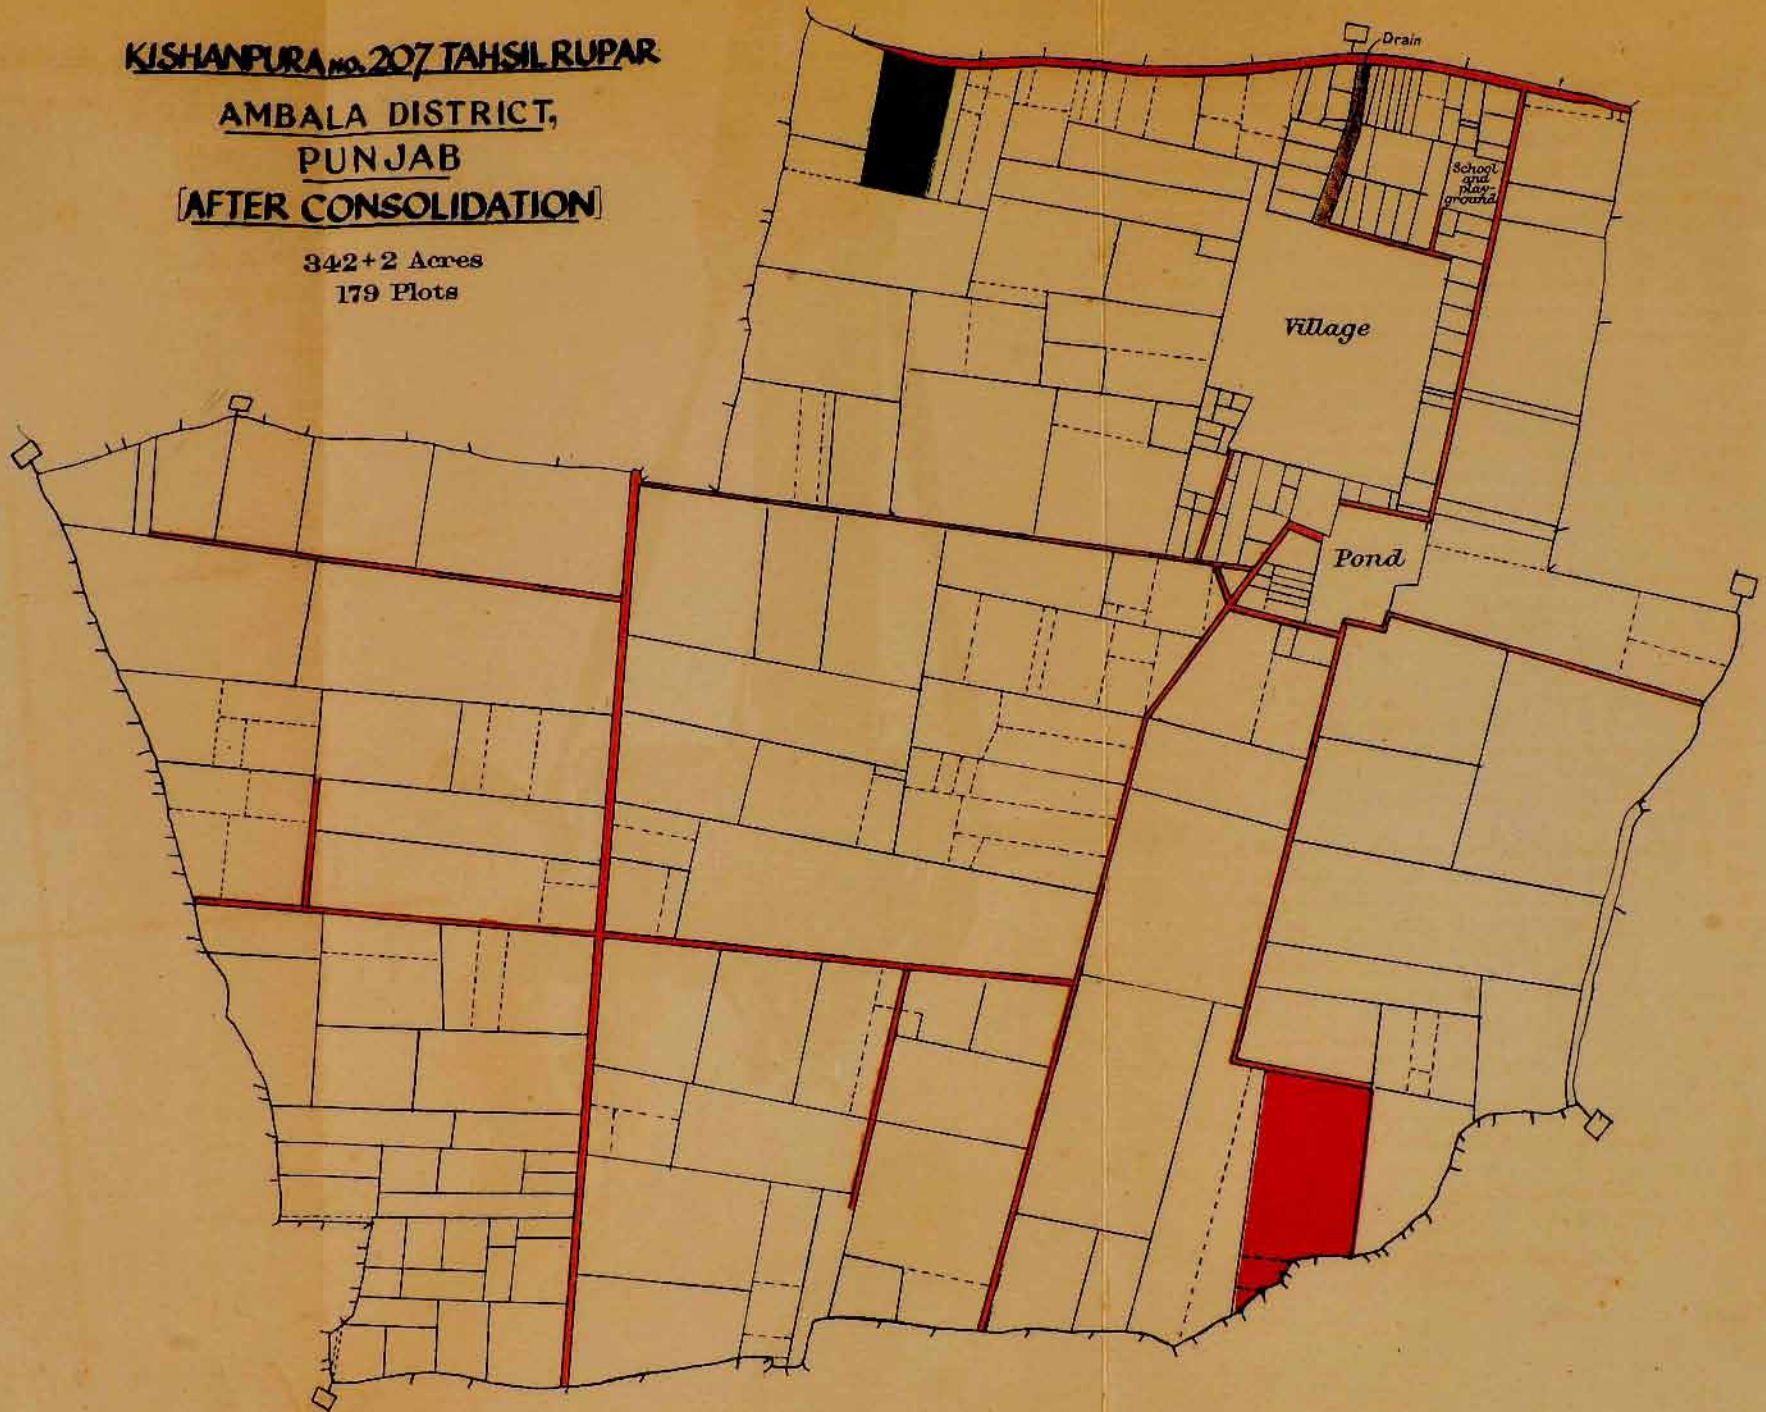 KISHANPURA NO. 207 TAHSIL RUPAR
AMBALA DISTRICT,
PUNJAB
[AFTER CONSOLIDATION]
342+2 Acres
179 Plots
Drain
School
and
play-
ground
Village
Pond